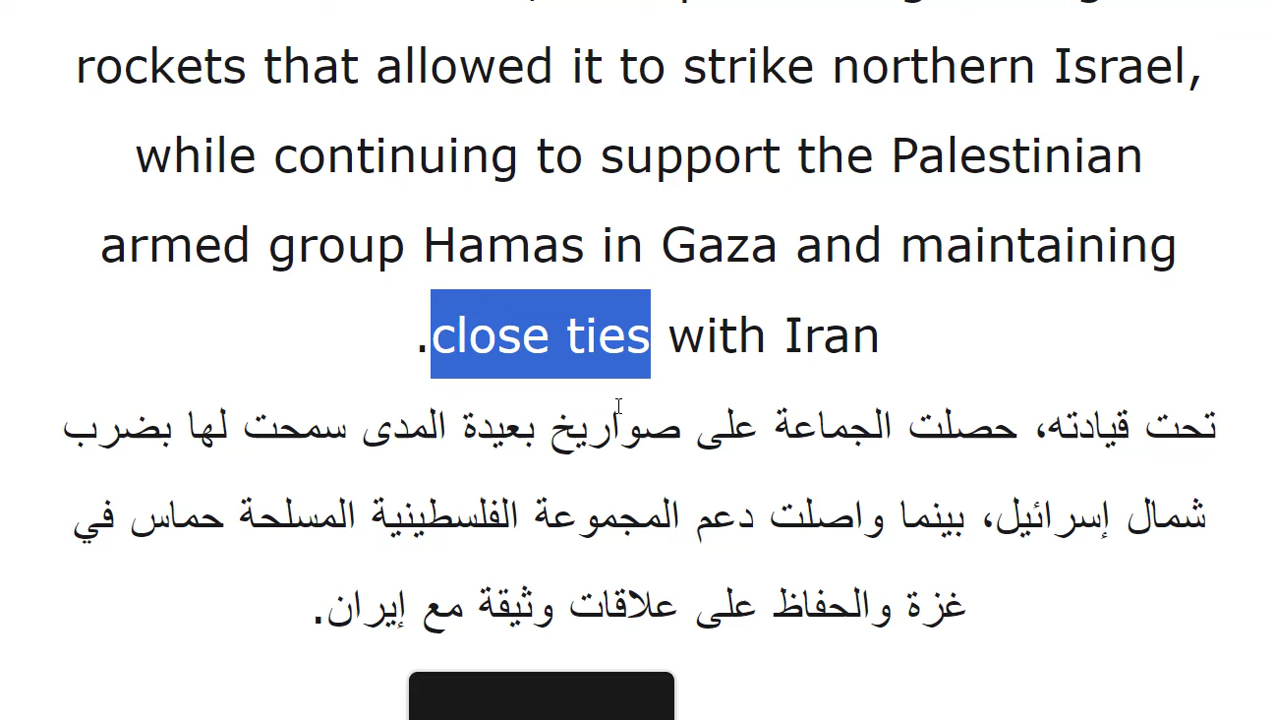 rockets that allowed it to strike northern Israel,
while continuing to support the Palestinian
armed group Hamas in Gaza and maintaining
.close ties with Iran
تحت قيادته، حصلت الجماعة على صواريخ بعيدة المدى سمحت لها بضرب
شمال إسرائيل، بينما واصلت دعم المجموعة الفلسطينية المسلحة حماس في
غزة والحفاظ على علاقات وثيقة مع إيران.